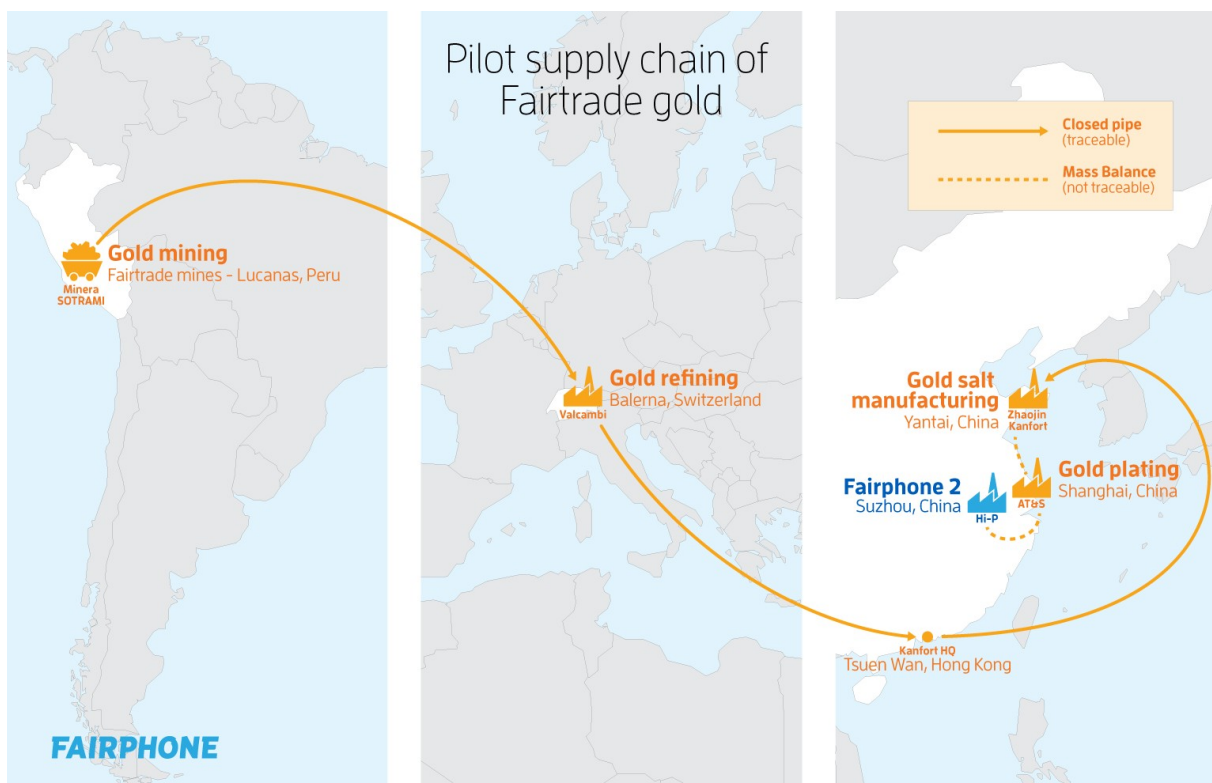 Pilot supply chain of
Fairtrade gold
Closed pipe
(traceable)
Mass Balance
(not traceable)
Gold mining
Fairtrade mines - Lucanas, Peru
Minera
SOTRAMI
Gold refining
Balerna, Switzerland
Valcambi
Gold salt
manufacturing
Yantai, China
Zhaojin
Kanfort
Gold plating
Shanghai, China
AT&S
Fairphone 2
Suzhou, China
Hi-P
Kanfort HQ
Tsuen Wan, Hong Kong
FAIRPHONE